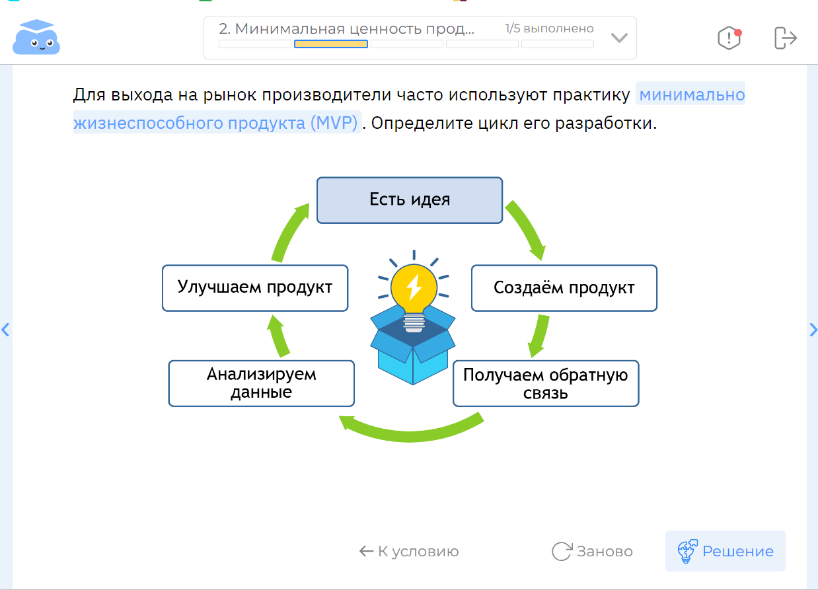 2. Минимальная ценность прод...
1/5 выполнено
Для выхода на рынок производители часто используют практику минимально
жизнеспособного продукта (MVP). Определите цикл его разработки.
Есть идея
Улучшаем продукт
Создаём продукт
Анализируем
данные
Получаем обратную
связь
К условию
Заново
Решение